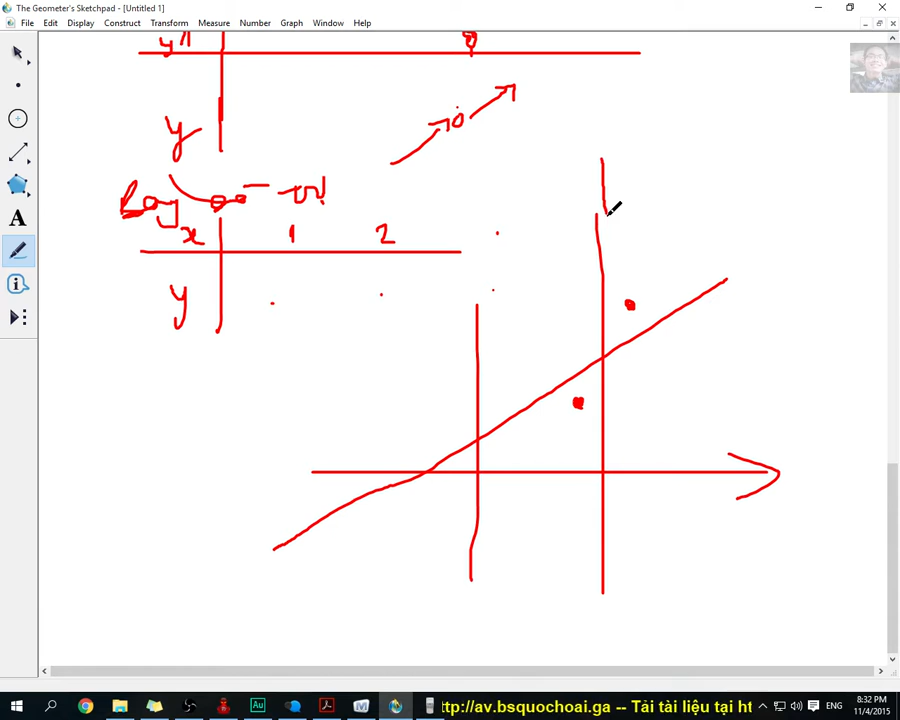 The Geometer's Sketchpad - [Untitled 1]
File Edit Display Construct Transform Measure Number Graph Window Help
y
x 1 2
y
A
8:32 PM
ENG
ttp://av.bsquochoai.ga -- Tải tài liệu tại ht
11/4/2015